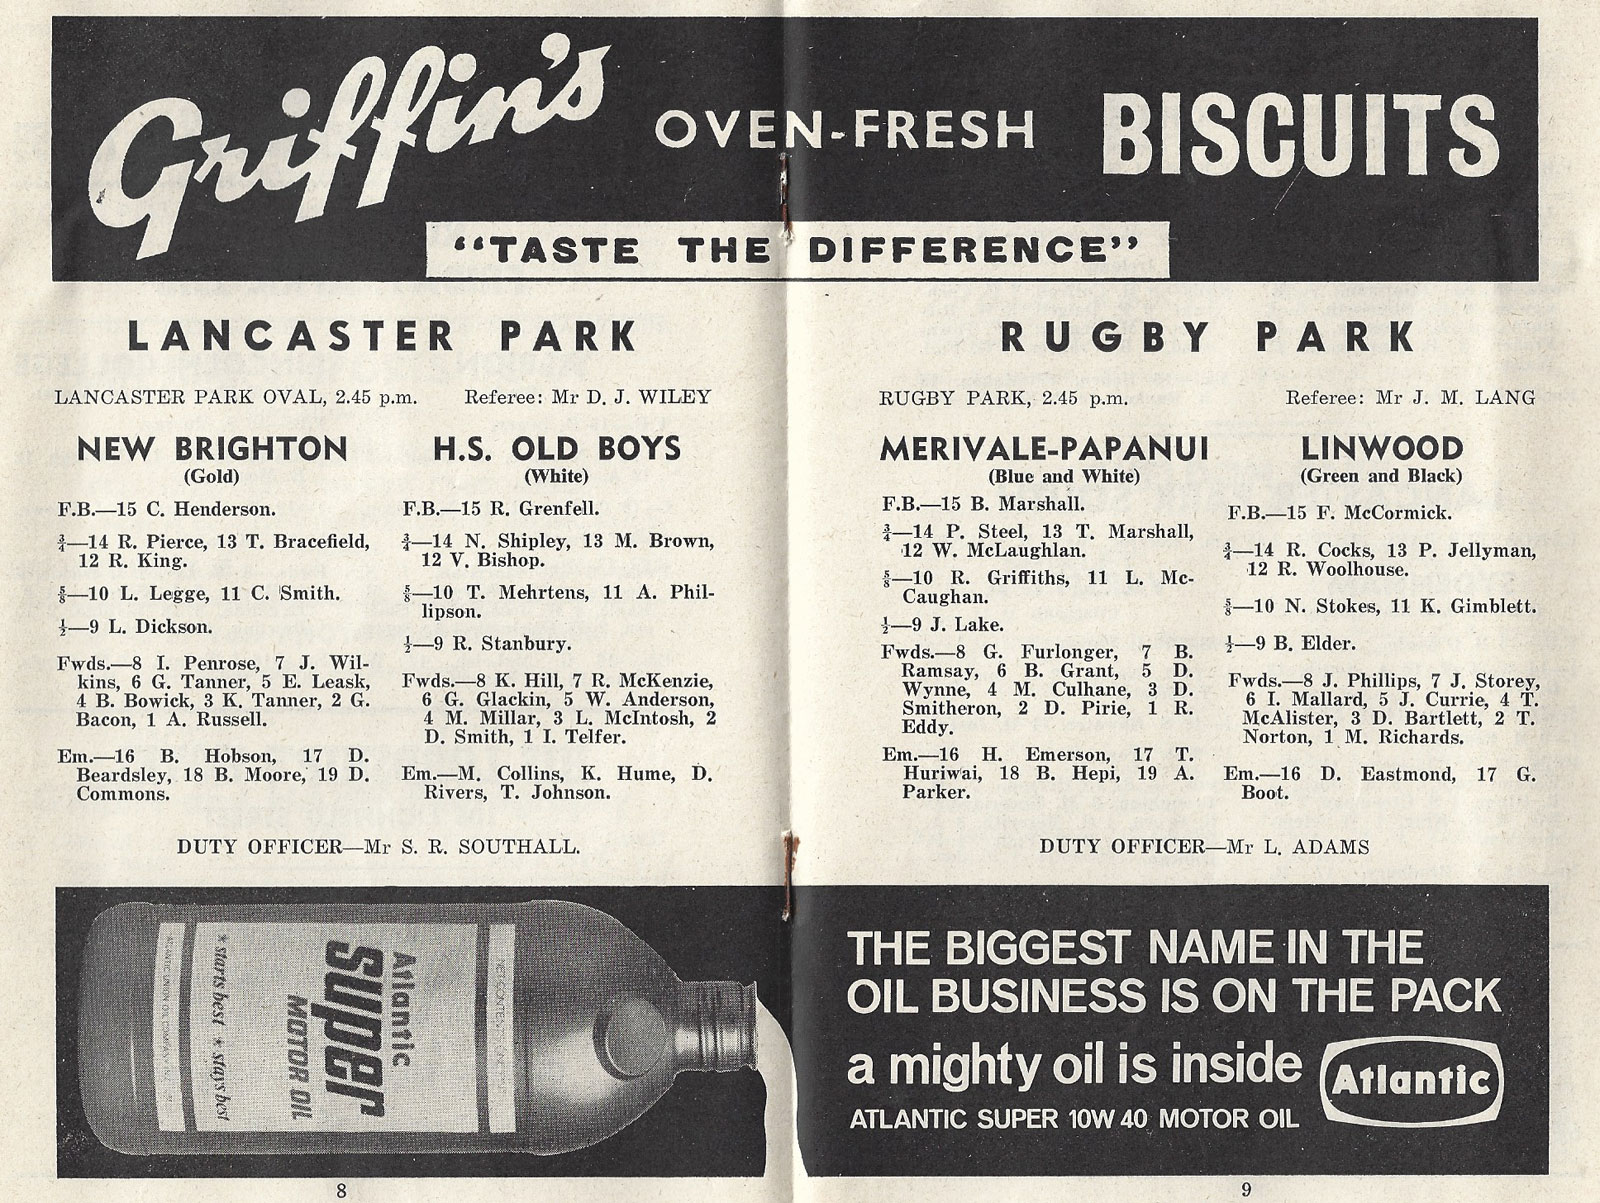 Griffin's OVEN-FRESH BISCUITS
"TASTE THE DIFFERENCE"
LANCASTER PARK
LANCASTER PARK OVAL, 2.45 p.m. Referee: Mr D. J. WILEY
NEW BRIGHTON
(Gold)
F.B.—15 C. Henderson.
¾—14 R. Pierce, 13 T. Bracefield,
12 R. King.
⅝—10 L. Legge, 11 C. Smith.
½—9 L. Dickson.
Fwds.—8 I. Penrose, 7 J. Wil-
kins, 6 G. Tanner, 5 E. Leask,
4 B. Bowick, 3 K. Tanner, 2 G.
Bacon, 1 A. Russell.
Em.—16 B. Hobson, 17 D.
Beardsley, 18 B. Moore, 19 D.
Commons.
H.S. OLD BOYS
(White)
F.B.—15 R. Grenfell.
¾—14 N. Shipley, 13 M. Brown,
12 V. Bishop.
⅝—10 T. Mehrtens, 11 A. Phil-
lipson.
½—9 R. Stanbury.
Fwds.—8 K. Hill, 7 R. McKenzie,
6 G. Glackin, 5 W. Anderson,
4 M. Millar, 3 L. McIntosh, 2
D. Smith, 1 I. Telfer.
Em.—M. Collins, K. Hume, D.
Rivers, T. Johnson.
DUTY OFFICER—Mr S. R. SOUTHALL.
RUGBY PARK
RUGBY PARK, 2.45 p.m. Referee: Mr J. M. LANG
MERIVALE-PAPANUI
(Blue and White)
F.B.—15 B. Marshall.
¾—14 P. Steel, 13 T. Marshall,
12 W. McLaughlan.
⅝—10 R. Griffiths, 11 L. Mc-
Caughan.
½—9 J. Lake.
Fwds.—8 G. Furlonger, 7 B.
Ramsay, 6 B. Grant, 5 D.
Wynne, 4 M. Culhane, 3 D.
Smitheron, 2 D. Pirie, 1 R.
Eddy.
Em.—16 H. Emerson, 17 T.
Huriwai, 18 B. Hepi, 19 A.
Parker.
LINWOOD
(Green and Black)
F.B.—15 F. McCormick.
¾—14 R. Cocks, 13 P. Jellyman,
12 R. Woolhouse.
⅝—10 N. Stokes, 11 K. Gimblett.
½—9 B. Elder.
Fwds.—8 J. Phillips, 7 J. Storey,
6 I. Mallard, 5 J. Currie, 4 T.
McAlister, 3 D. Bartlett, 2 T.
Norton, 1 M. Richards.
Em.—16 D. Eastmond, 17 G.
Boot.
DUTY OFFICER—Mr L. ADAMS
Atlantic
super
MOTOR OIL
* starts best * stays best
THE BIGGEST NAME IN THE
OIL BUSINESS IS ON THE PACK
a mighty oil is inside
ATLANTIC SUPER 10W 40 MOTOR OIL
Atlantic
8
9